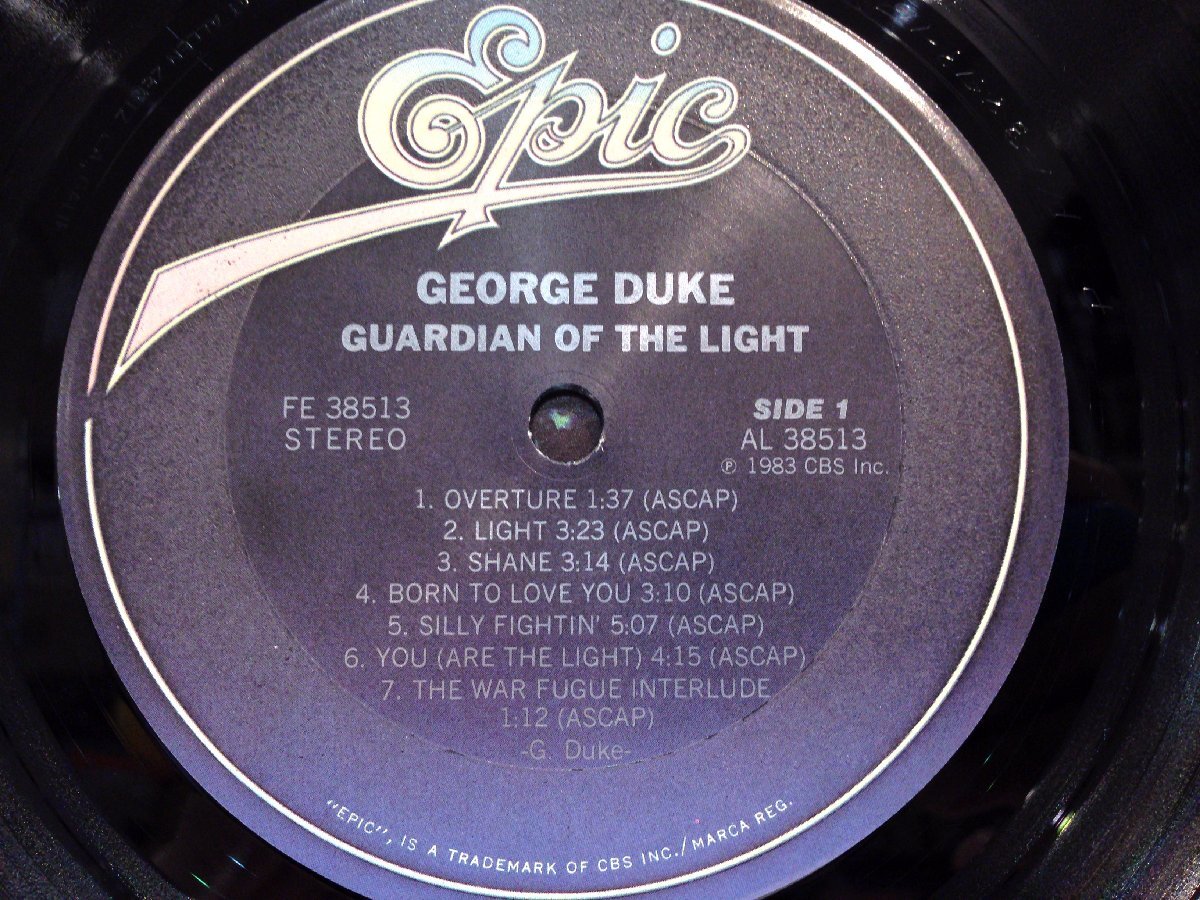 Epic
GEORGE DUKE
GUARDIAN OF THE LIGHT
FE 38513
STEREO
SIDE 1
AL 38513
℗ 1983 CBS Inc.
1. OVERTURE 1:37 (ASCAP)
2. LIGHT 3:23 (ASCAP)
3. SHANE 3:14 (ASCAP)
4. BORN TO LOVE YOU 3:10 (ASCAP)
5. SILLY FIGHTIN' 5:07 (ASCAP)
6. YOU (ARE THE LIGHT) 4:15 (ASCAP)
7. THE WAR FUGUE INTERLUDE
1:12 (ASCAP)
-G. Duke-
"EPIC", IS A TRADEMARK OF CBS INC./MARCA REG.